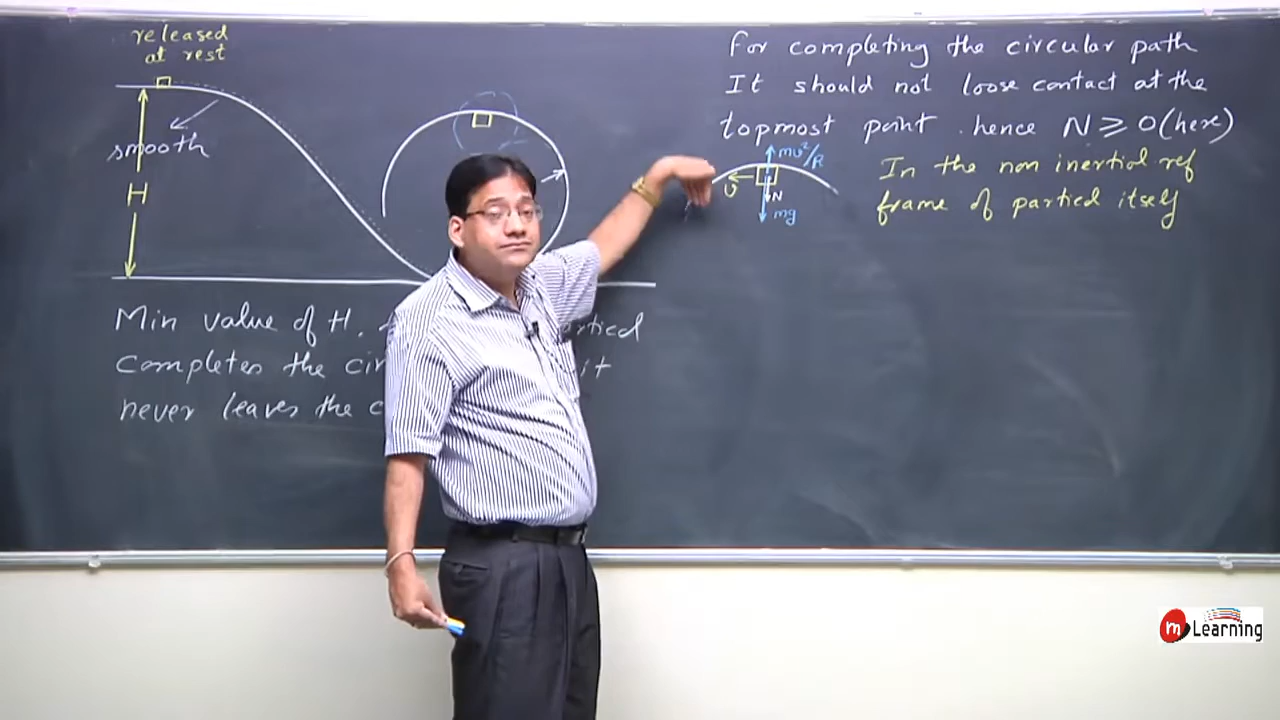 released
at rest
smooth
H
Min value of H.
completes the
it
never leaves the
For completing the circular path
It should not loose contact at the
topmost point . hence N ≥ 0 (here)
mv²/R
v
N
mg
In the non inertial ref
frame of particd itself
m Learning